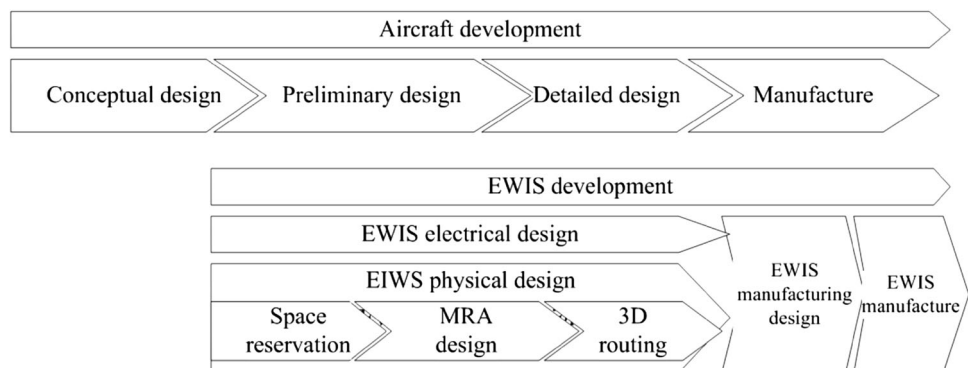 Aircraft development
Conceptual design
Preliminary design
Detailed design
Manufacture
EWIS development
EWIS electrical design
EIWS physical design
Space
reservation
MRA
design
3D
routing
EWIS
manufacturing
design
EWIS
manufacture